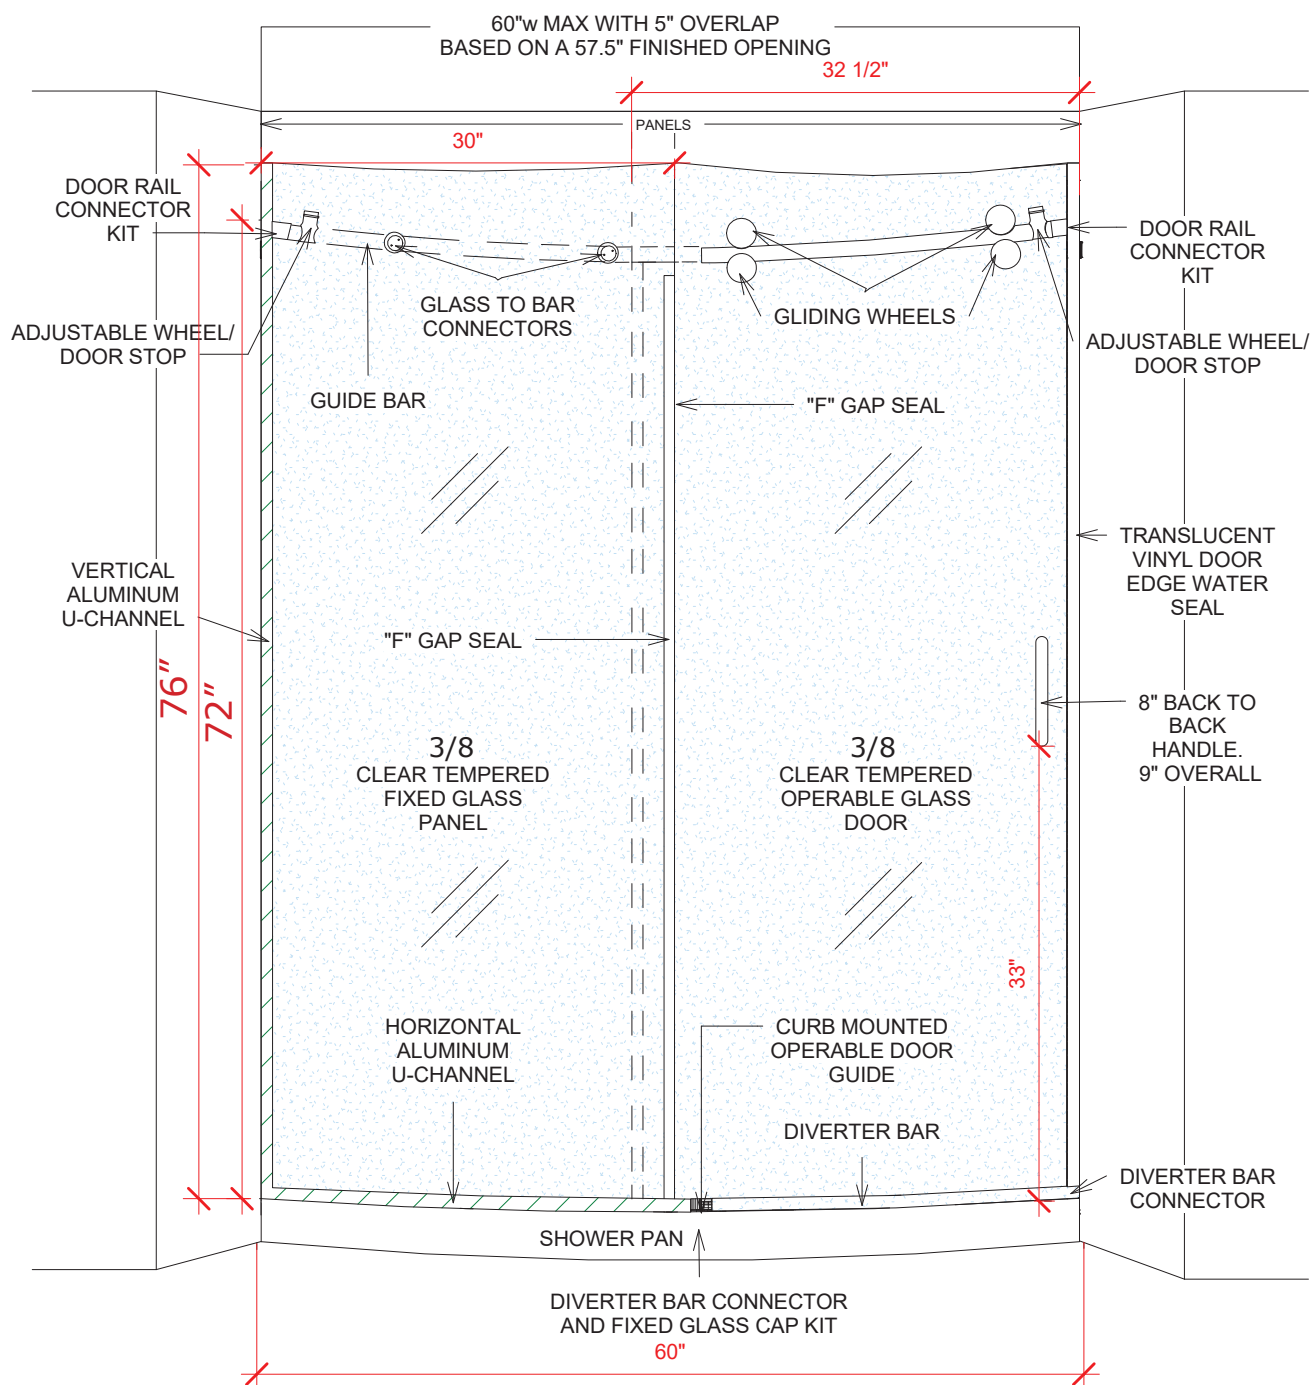 60"w MAX WITH 5" OVERLAP
BASED ON A 57.5" FINISHED OPENING
32 1/2"
PANELS
30"
DOOR RAIL
CONNECTOR
KIT
DOOR RAIL
CONNECTOR
KIT
GLASS TO BAR
CONNECTORS
GLIDING WHEELS
ADJUSTABLE WHEEL/
DOOR STOP
ADJUSTABLE WHEEL/
DOOR STOP
GUIDE BAR
"F" GAP SEAL
TRANSLUCENT
VINYL DOOR
EDGE WATER
SEAL
VERTICAL
ALUMINUM
U-CHANNEL
"F" GAP SEAL
76"
72"
8" BACK TO
BACK
HANDLE.
9" OVERALL
3/8
CLEAR TEMPERED
FIXED GLASS
PANEL
3/8
CLEAR TEMPERED
OPERABLE GLASS
DOOR
33"
HORIZONTAL
ALUMINUM
U-CHANNEL
CURB MOUNTED
OPERABLE DOOR
GUIDE
DIVERTER BAR
DIVERTER BAR
CONNECTOR
SHOWER PAN
DIVERTER BAR CONNECTOR
AND FIXED GLASS CAP KIT
60"